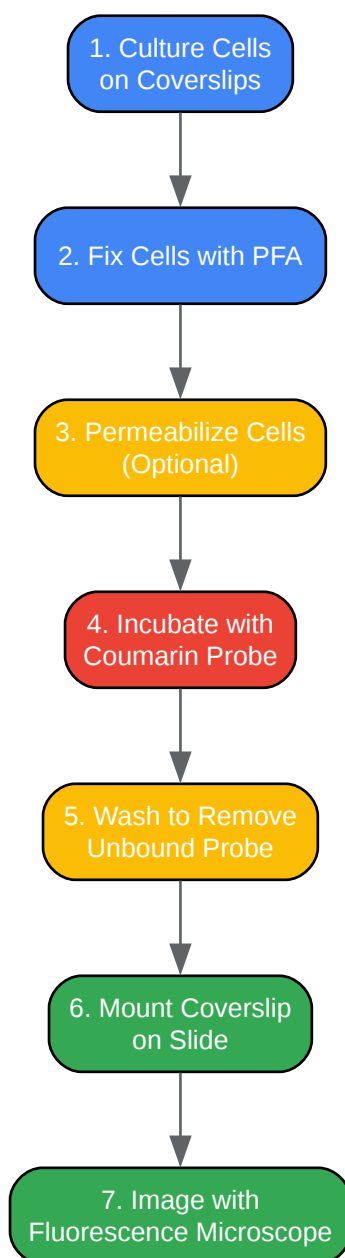 1. Culture Cells
on Coverslips
2. Fix Cells with PFA
3. Permeabilize Cells
(Optional)
4. Incubate with
Coumarin Probe
5. Wash to Remove
Unbound Probe
6. Mount Coverslip
on Slide
7. Image with
Fluorescence Microscope